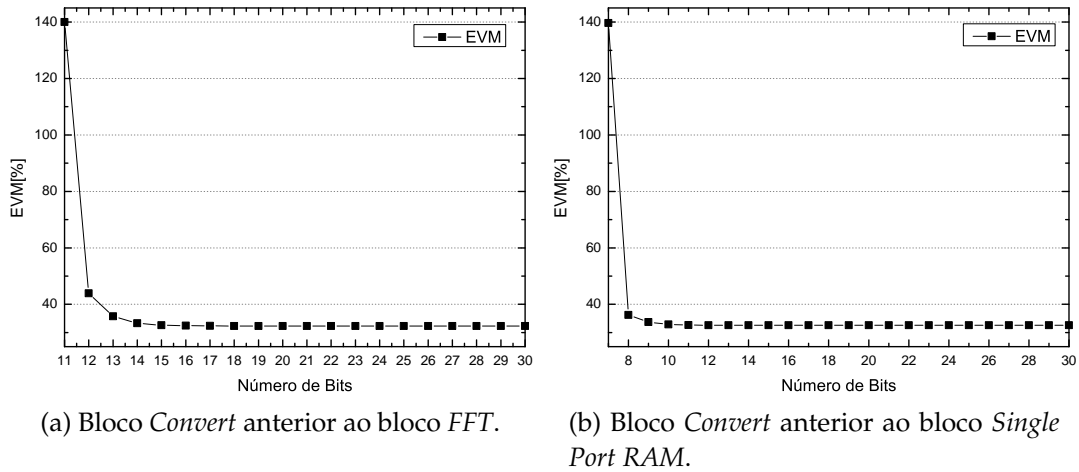 140
120
100
80
60
40
EVM[%]
EVM
11 12 13 14 15 16 17 18 19 20 21 22 23 24 25 26 27 28 29 30
Número de Bits
(a) Bloco Convert anterior ao bloco FFT.
140
120
100
80
60
40
EVM[%]
EVM
8 10 12 14 16 18 20 22 24 26 28 30
Número de Bits
(b) Bloco Convert anterior ao bloco Single
Port RAM.